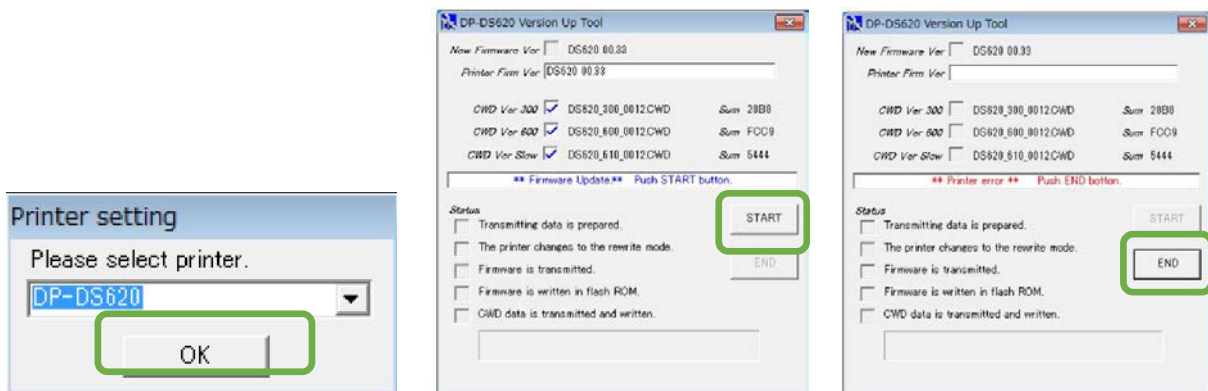 Printer setting
Please select printer.
DP-DS620
OK
DP-DS620 Version Up Tool
New Firmware Ver DS620 00.33
Printer Firm Ver DS620 00.33
CWD Ver 300 DS620_300_0012.CWD Sum 28B8
CWD Ver 600 DS620_600_0012.CWD Sum FCC9
CWD Ver Slow DS620_610_0012.CWD Sum 5444
** Firmware Update.** Push START button.
Status
START
Transmitting data is prepared.
The printer changes to the rewrite mode.
END
Firmware is transmitted.
Firmware is written in flash ROM.
CWD data is transmitted and written.
DP-DS620 Version Up Tool
New Firmware Ver DS620 00.33
Printer Firm Ver
CWD Ver 300 DS620_300_0012.CWD Sum 28B8
CWD Ver 600 DS620_600_0012.CWD Sum FCC9
CWD Ver Slow DS620_610_0012.CWD Sum 5444
** Printer error ** Push END botton.
Status
START
Transmitting data is prepared.
The printer changes to the rewrite mode.
END
Firmware is transmitted.
Firmware is written in flash ROM.
CWD data is transmitted and written.